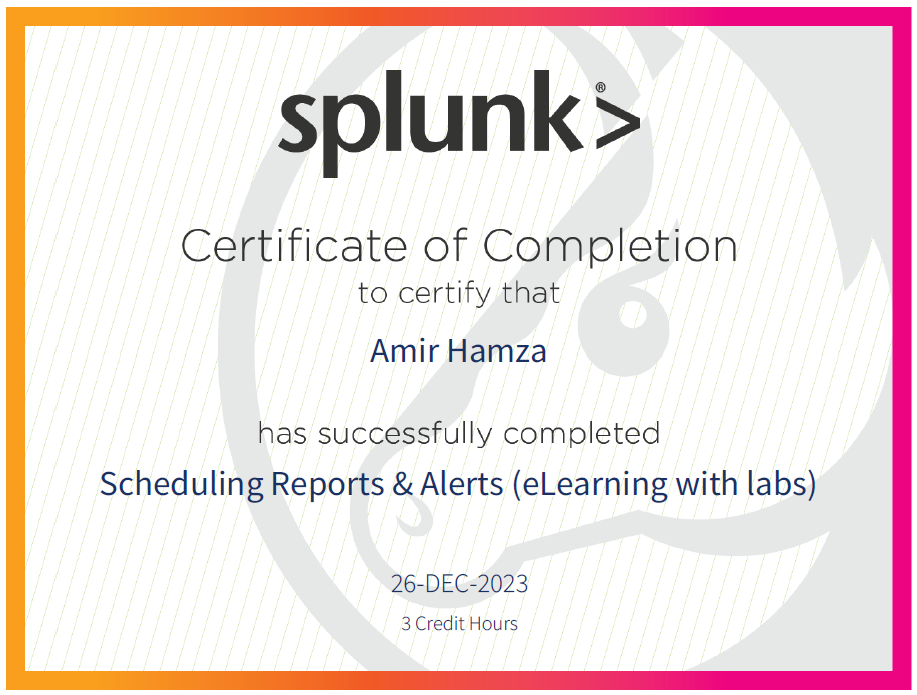 splunk>®
Certificate of Completion
to certify that
Amir Hamza
has successfully completed
Scheduling Reports & Alerts (eLearning with labs)
26-DEC-2023
3 Credit Hours